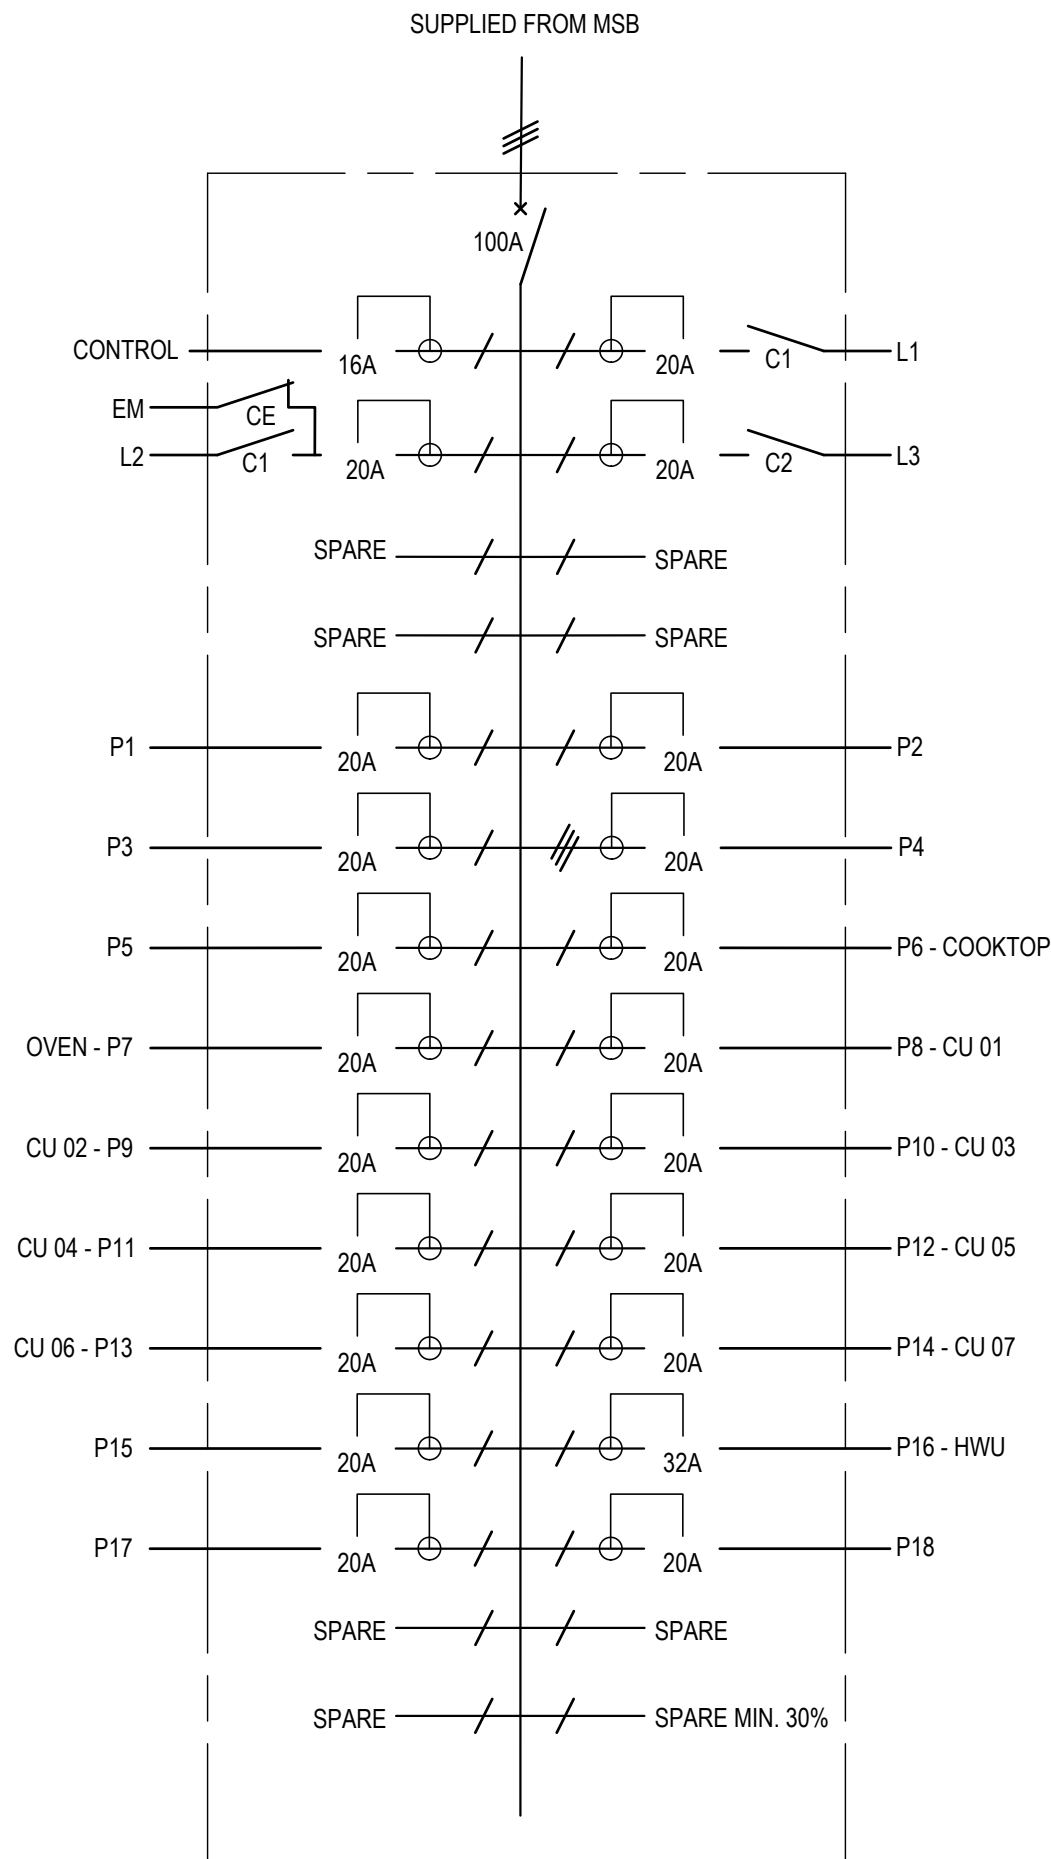 SUPPLIED FROM MSB
100A
CONTROL 16A 20A C1 L1
EM CE
L2 C1 20A 20A C2 L3
SPARE SPARE
SPARE SPARE
P1 20A 20A P2
P3 20A 20A P4
P5 20A 20A P6 - COOKTOP
OVEN - P7 20A 20A P8 - CU 01
CU 02 - P9 20A 20A P10 - CU 03
CU 04 - P11 20A 20A P12 - CU 05
CU 06 - P13 20A 20A P14 - CU 07
P15 20A 32A P16 - HWU
P17 20A 20A P18
SPARE SPARE
SPARE SPARE MIN. 30%